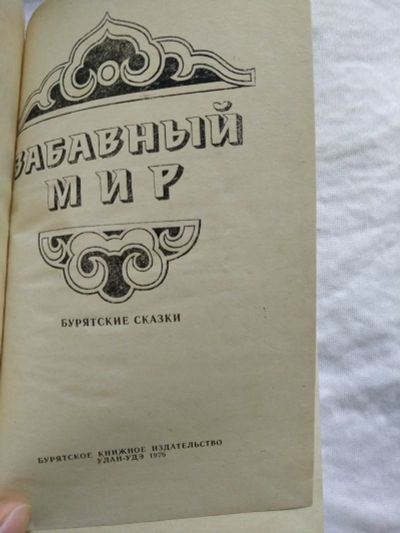 ЗАБАВНЫЙ
МИР
БУРЯТСКИЕ СКАЗКИ
БУРЯТСКОЕ КНИЖНОЕ ИЗДАТЕЛЬСТВО
УЛАН-УДЭ 1976